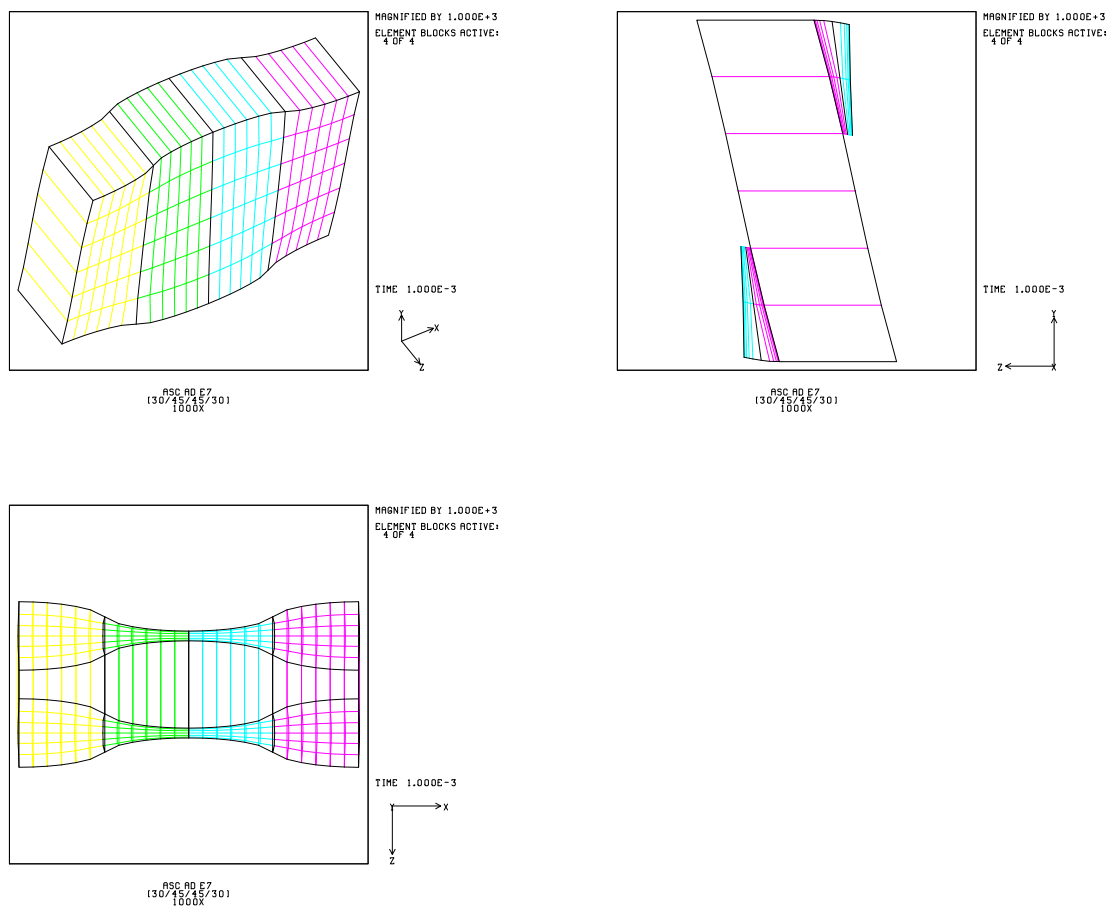 MAGNIFIED BY 1.000E+3
ELEMENT BLOCKS ACTIVE:
4 OF 4
TIME 1.000E-3
Y
X
Z
ASC AD E7
[30/45/45/30]
1000X
MAGNIFIED BY 1.000E+3
ELEMENT BLOCKS ACTIVE:
4 OF 4
TIME 1.000E-3
Y
Z
X
ASC AD E7
[30/45/45/30]
1000X
MAGNIFIED BY 1.000E+3
ELEMENT BLOCKS ACTIVE:
4 OF 4
TIME 1.000E-3
Y
X
Z
ASC AD E7
[30/45/45/30]
1000X